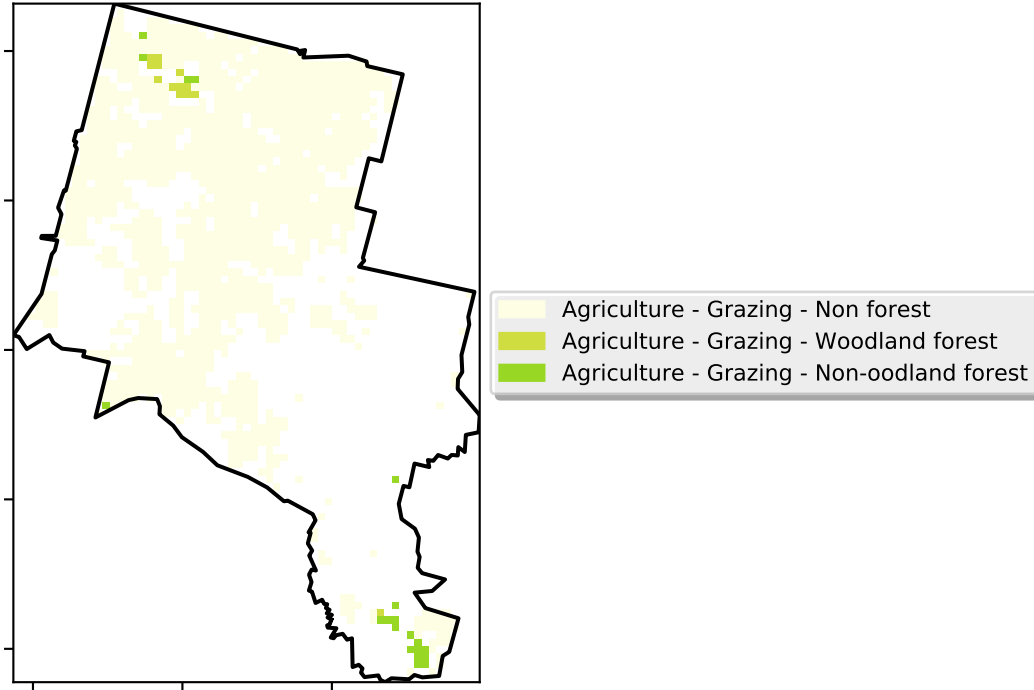 Agriculture - Grazing - Non forest
Agriculture - Grazing - Woodland forest
Agriculture - Grazing - Non-oodland forest